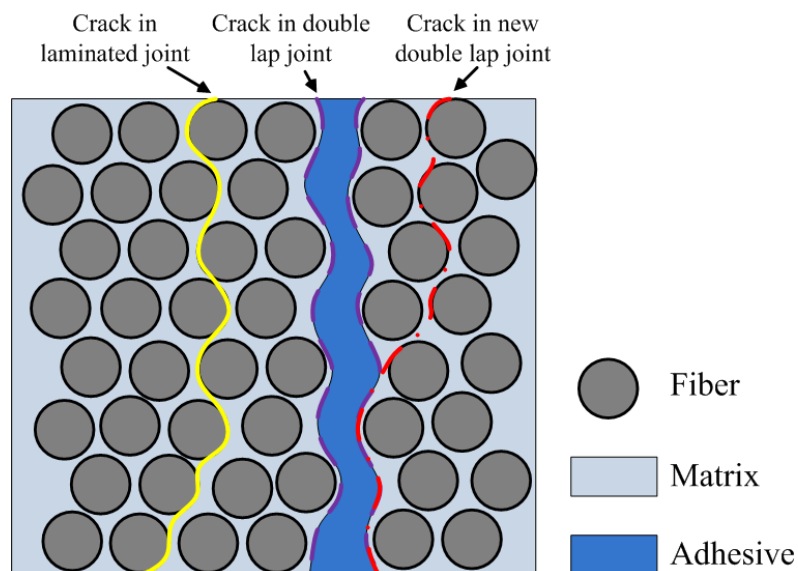 Crack in
laminated joint
Crack in double
lap joint
Crack in new
double lap joint
Fiber
Matrix
Adhesive